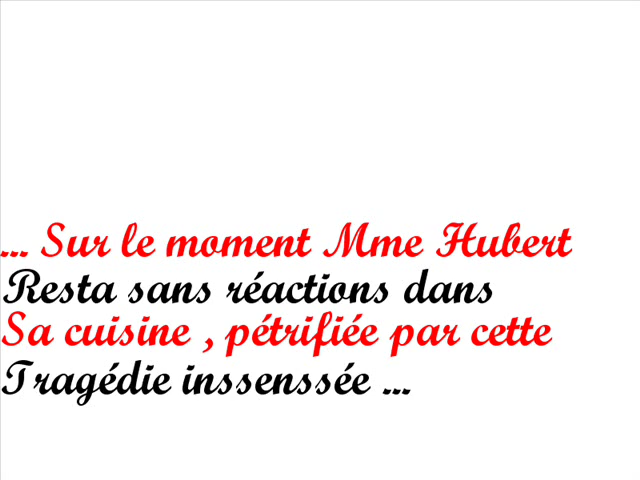 ... Sur le moment Mme Hubert
Resta sans réactions dans
Sa cuisine , pétrifiée par cette
Tragédie inssenssée ...